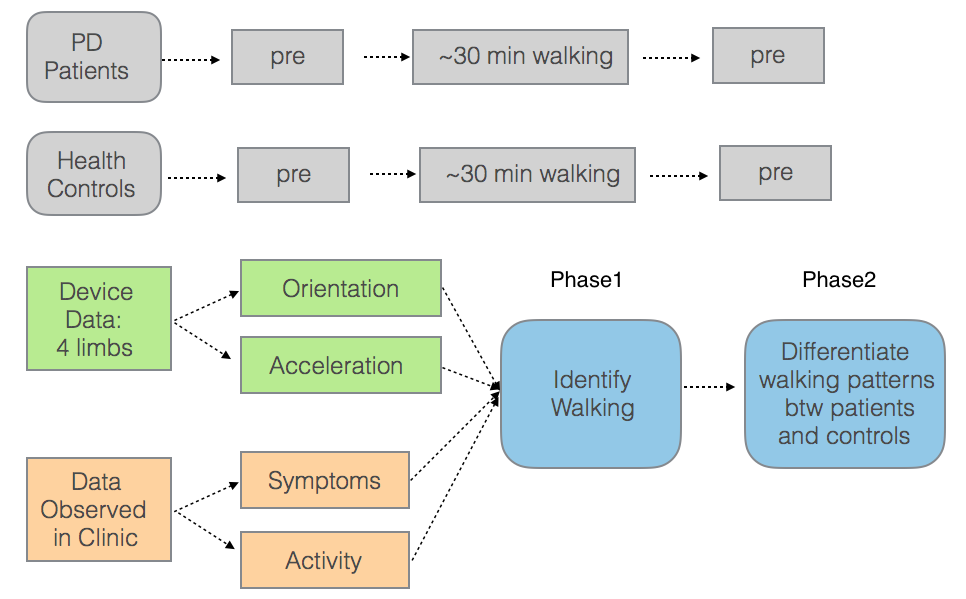 PD
Patients
pre
~30 min walking
pre
Health
Controls
pre
~30 min walking
pre
Device
Data:
4 limbs
Orientation
Acceleration
Data
Observed
in Clinic
Symptoms
Activity
Phase1
Identify
Walking
Phase2
Differentiate
walking patterns
btw patients
and controls